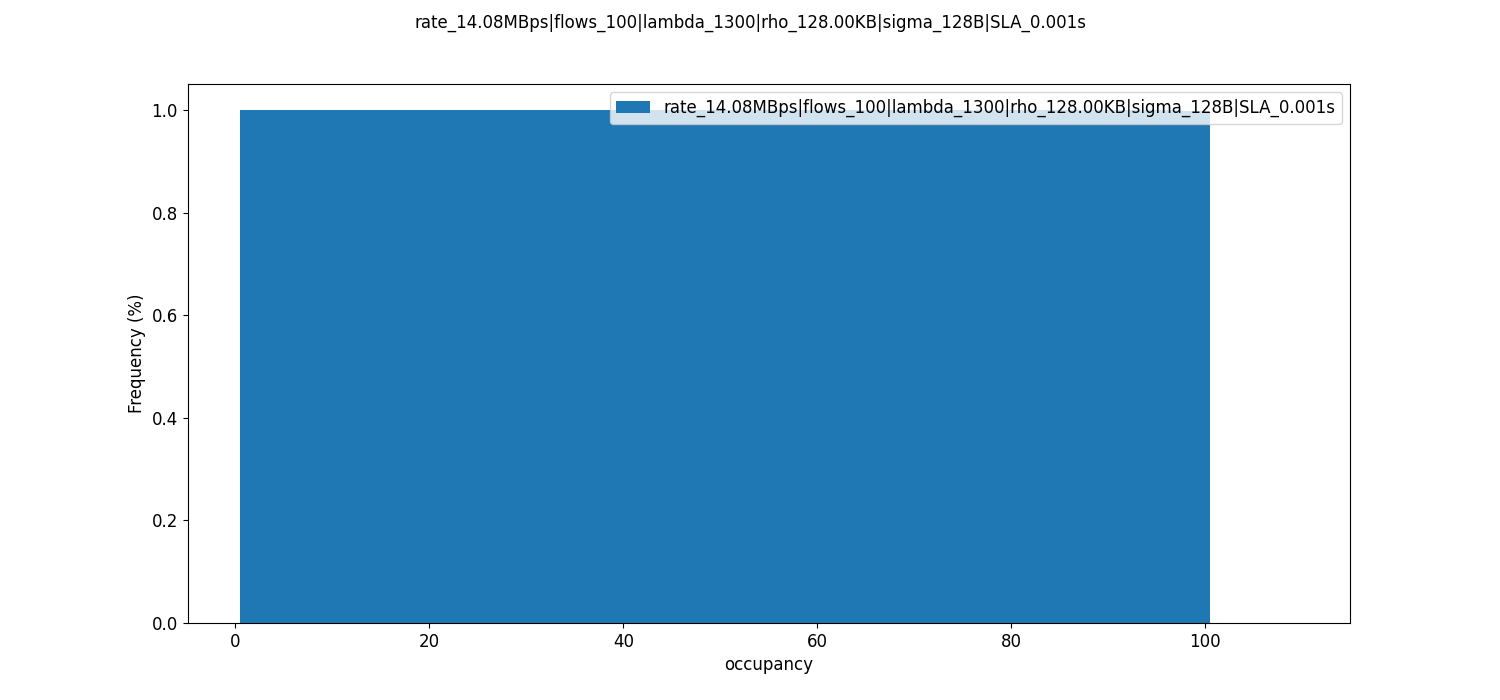 rate_14.08MBps|flows_100|lambda_1300|rho_128.00KB|sigma_128B|SLA_0.001s
rate_14.08MBps|flows_100|lambda_1300|rho_128.00KB|sigma_128B|SLA_0.001s
1.0
0.8
0.6
0.4
0.2
0.0
Frequency (%)
0 20 40 60 80 100
occupancy